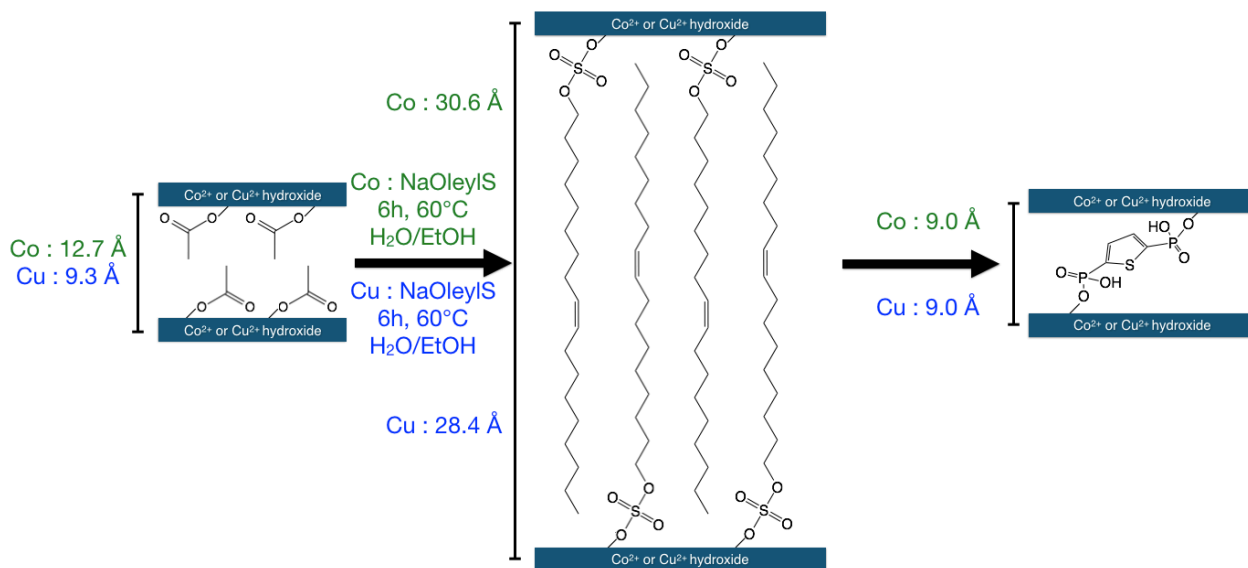 Co : 12.7 Å
Cu : 9.3 Å
Co²⁺ or Cu²⁺ hydroxide
O
O
O
O
O
O
O
O
Co²⁺ or Cu²⁺ hydroxide
Co : NaOleylS
6h, 60°C
H₂O/EtOH
Cu : NaOleylS
6h, 60°C
H₂O/EtOH
Co : 30.6 Å
Cu : 28.4 Å
Co²⁺ or Cu²⁺ hydroxide
O
O
O
S
O
O
O
S
O
O
O
O
S
O
O
O
O
S
O
O
Co²⁺ or Cu²⁺ hydroxide
Co : 9.0 Å
Cu : 9.0 Å
Co²⁺ or Cu²⁺ hydroxide
HO
O
P
O
S
O
P
OH
O
Co²⁺ or Cu²⁺ hydroxide